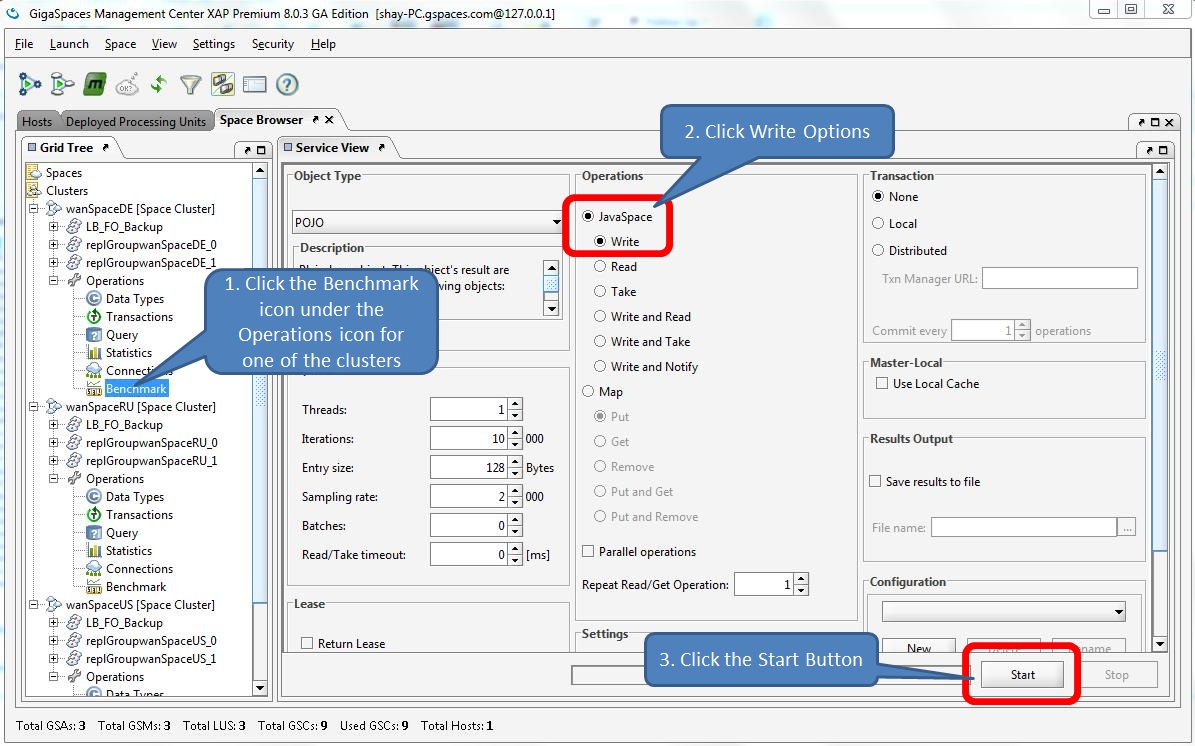 GigaSpaces Management Center XAP Premium 8.0.3 GA Edition [shay-PC.gspaces.com@127.0.0.1]
File Launch Space View Settings Security Help
m OK? ?
Hosts Deployed Processing Units Space Browser
Grid Tree
Spaces
Clusters
wanSpaceDE [Space Cluster]
LB_FO_Backup
replGroupwanSpaceDE_0
replGroupwanSpaceDE_1
Operations
Data Types
Transactions
Query
Statistics
Connections
Benchmark
wanSpaceRU [Space Cluster]
LB_FO_Backup
replGroupwanSpaceRU_0
replGroupwanSpaceRU_1
Operations
Data Types
Transactions
Query
Statistics
Connections
Benchmark
wanSpaceUS [Space Cluster]
LB_FO_Backup
replGroupwanSpaceUS_0
replGroupwanSpaceUS_1
Operations
Data Types
1. Click the Benchmark
icon under the
Operations icon for
one of the clusters
Service View
Object Type
POJO
Description
object's result are
objects:
Threads: 1
Iterations: 10 000
Entry size: 128 Bytes
Sampling rate: 2 000
Batches: 0
Read/Take timeout: 0 [ms]
Lease
Return Lease
2. Click Write Options
Operations
JavaSpace
Write
Read
Take
Write and Read
Write and Take
Write and Notify
Map
Put
Get
Remove
Put and Get
Put and Remove
Parallel operations
Repeat Read/Get Operation: 1
Settings
Transaction
None
Local
Distributed
Txn Manager URL:
Commit every 1 operations
Master-Local
Use Local Cache
Results Output
Save results to file
File name: ...
Configuration
New
3. Click the Start Button
Start Stop
Total GSAs: 3 Total GSMs: 3 Total LUS: 3 Total GSCs: 9 Used GSCs: 9 Total Hosts: 1